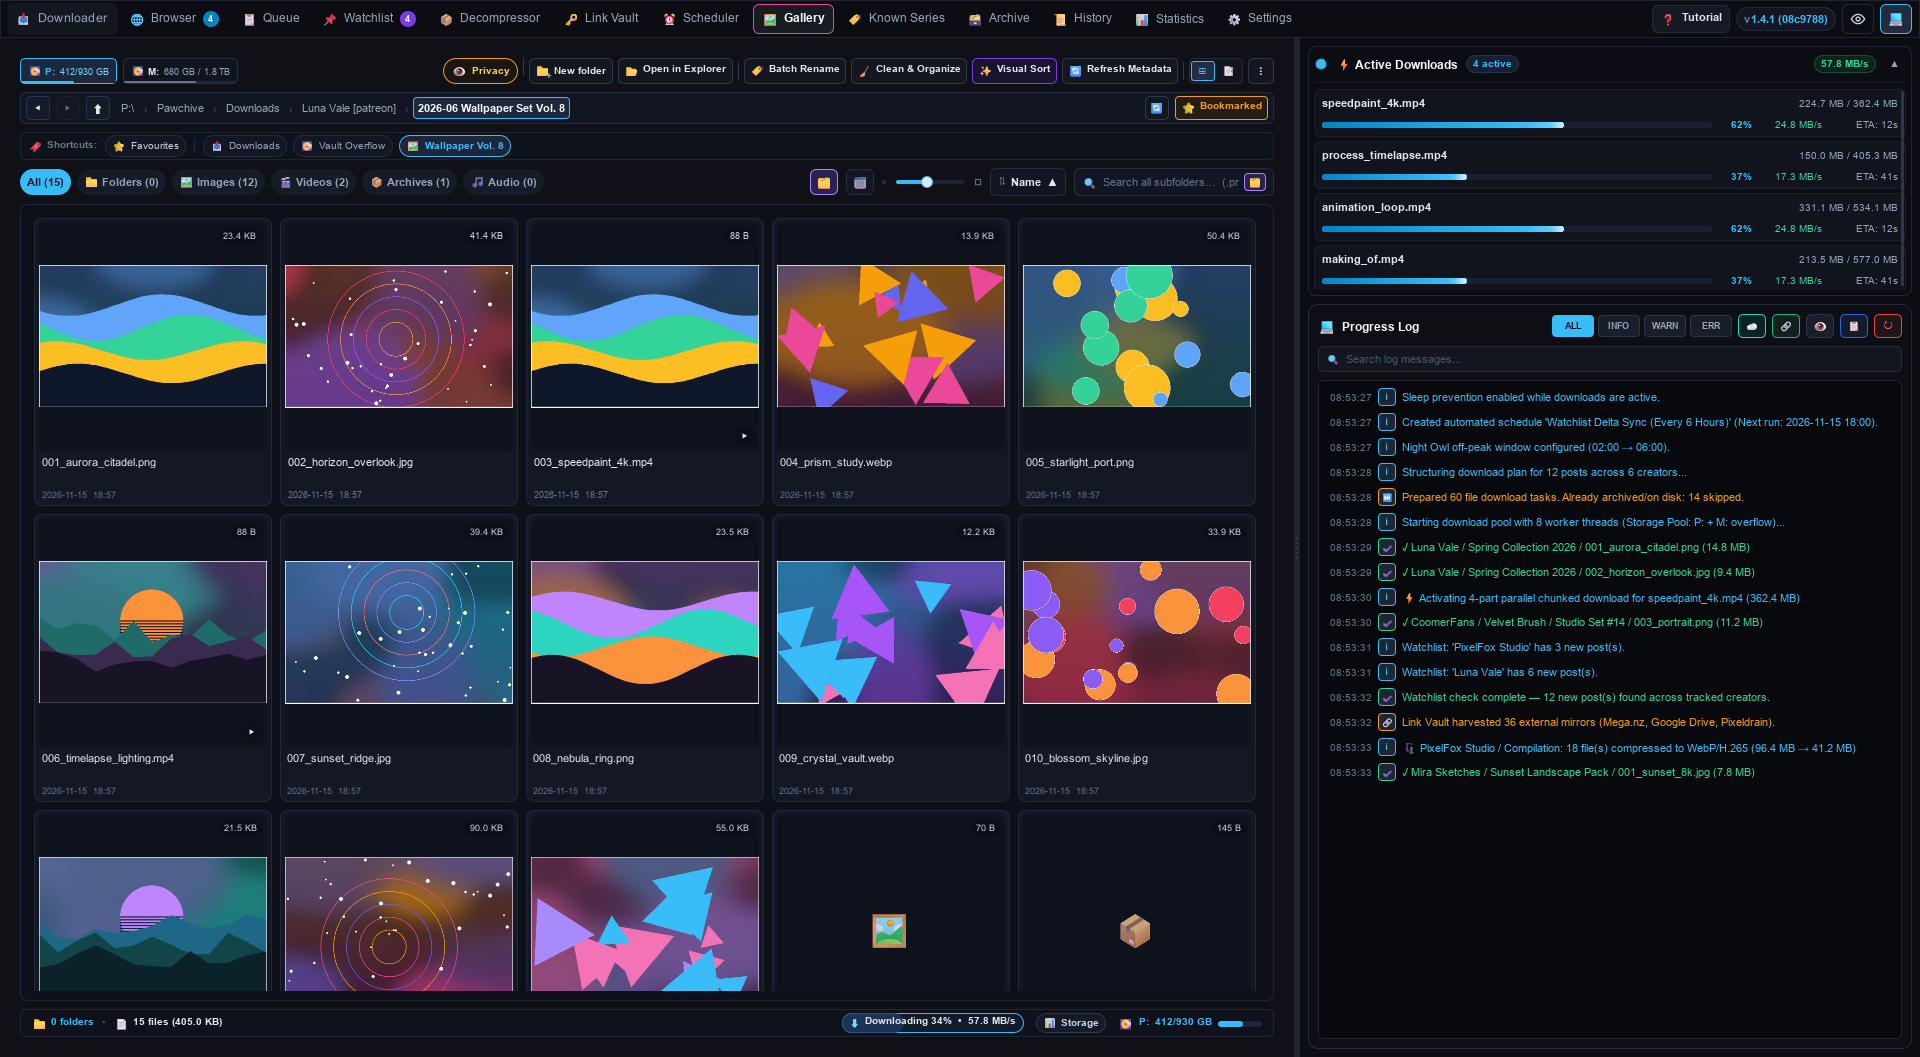 Downloader
Browser 4
Queue
Watchlist 4
Decompressor
Link Vault
Scheduler
Gallery
Known Series
Archive
History
Statistics
Settings
Tutorial
v1.4.1 (08c9788)
P: 412/930 GB
M: 680 GB / 1.8 TB
Privacy
New folder
Open in Explorer
Batch Rename
Clean & Organize
Visual Sort
Refresh Metadata
P:\ › Pawchive › Downloads › Luna Vale [patreon] › 2026-06 Wallpaper Set Vol. 8
Bookmarked
Shortcuts: Favourites Downloads Vault Overflow Wallpaper Vol. 8
All (15) Folders (0) Images (12) Videos (2) Archives (1) Audio (0)
Name ▲
Search all subfolders... (.pr
23.4 KB
41.4 KB
88 B
13.9 KB
50.4 KB
001_aurora_citadel.png
002_horizon_overlook.jpg
003_speedpaint_4k.mp4
004_prism_study.webp
005_starlight_port.png
2026-11-15 18:57
2026-11-15 18:57
2026-11-15 18:57
2026-11-15 18:57
2026-11-15 18:57
88 B
39.4 KB
23.5 KB
12.2 KB
33.9 KB
006_timelapse_lighting.mp4
007_sunset_ridge.jpg
008_nebula_ring.png
009_crystal_vault.webp
010_blossom_skyline.jpg
2026-11-15 18:57
2026-11-15 18:57
2026-11-15 18:57
2026-11-15 18:57
2026-11-15 18:57
21.5 KB
90.0 KB
55.0 KB
70 B
145 B
0 folders · 15 files (405.0 KB)
Downloading 34% • 57.8 MB/s
Storage
P: 412/930 GB
Active Downloads 4 active
57.8 MB/s
speedpaint_4k.mp4 224.7 MB / 362.4 MB
62% 24.8 MB/s ETA: 12s
process_timelapse.mp4 150.0 MB / 405.3 MB
37% 17.3 MB/s ETA: 41s
animation_loop.mp4 331.1 MB / 534.1 MB
62% 24.8 MB/s ETA: 12s
making_of.mp4 213.5 MB / 577.0 MB
37% 17.3 MB/s ETA: 41s
Progress Log
ALL INFO WARN ERR
Search log messages...
08:53:27 i Sleep prevention enabled while downloads are active.
08:53:27 i Created automated schedule 'Watchlist Delta Sync (Every 6 Hours)' (Next run: 2026-11-15 18:00).
08:53:27 i Night Owl off-peak window configured (02:00 → 06:00).
08:53:28 i Structuring download plan for 12 posts across 6 creators...
08:53:28 Prepared 60 file download tasks. Already archived/on disk: 14 skipped.
08:53:28 i Starting download pool with 8 worker threads (Storage Pool: P: + M: overflow)...
08:53:29 ✓ Luna Vale / Spring Collection 2026 / 001_aurora_citadel.png (14.8 MB)
08:53:29 ✓ Luna Vale / Spring Collection 2026 / 002_horizon_overlook.jpg (9.4 MB)
08:53:30 i Activating 4-part parallel chunked download for speedpaint_4k.mp4 (362.4 MB)
08:53:30 ✓ CoomerFans / Velvet Brush / Studio Set #14 / 003_portrait.png (11.2 MB)
08:53:31 i Watchlist: 'PixelFox Studio' has 3 new post(s).
08:53:31 i Watchlist: 'Luna Vale' has 6 new post(s).
08:53:32 Watchlist check complete — 12 new post(s) found across tracked creators.
08:53:32 Link Vault harvested 36 external mirrors (Mega.nz, Google Drive, Pixeldrain).
08:53:33 i PixelFox Studio / Compilation: 18 file(s) compressed to WebP/H.265 (96.4 MB → 41.2 MB)
08:53:33 ✓ Mira Sketches / Sunset Landscape Pack / 001_sunset_8k.jpg (7.8 MB)